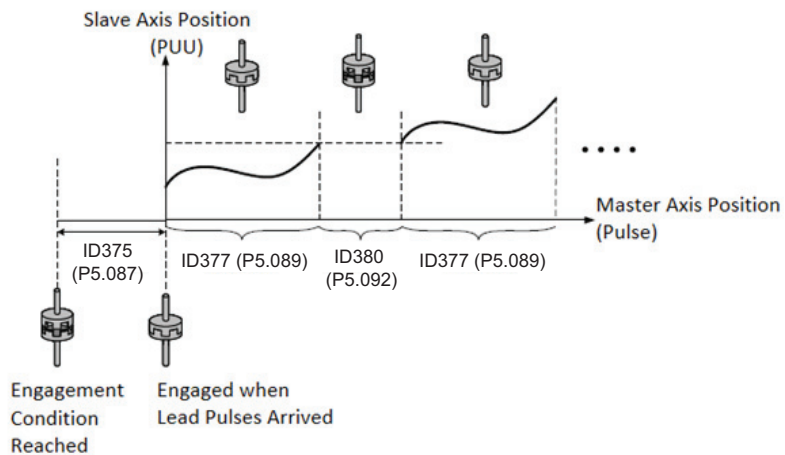 Slave Axis Position
(PUU)
Master Axis Position
(Pulse)
ID375
(P5.087)
ID377 (P5.089)
ID380
(P5.092)
ID377 (P5.089)
Engagement
Condition
Reached
Engaged when
Lead Pulses Arrived